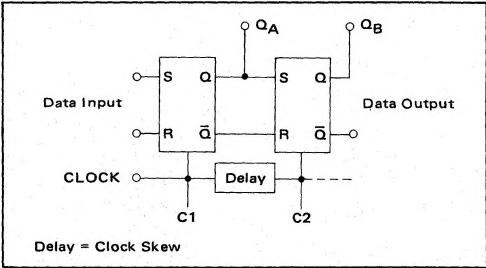 QA QB
S Q S Q
Data Input Data Output
R Q̅ R Q̅
CLOCK Delay
C1 C2
Delay = Clock Skew